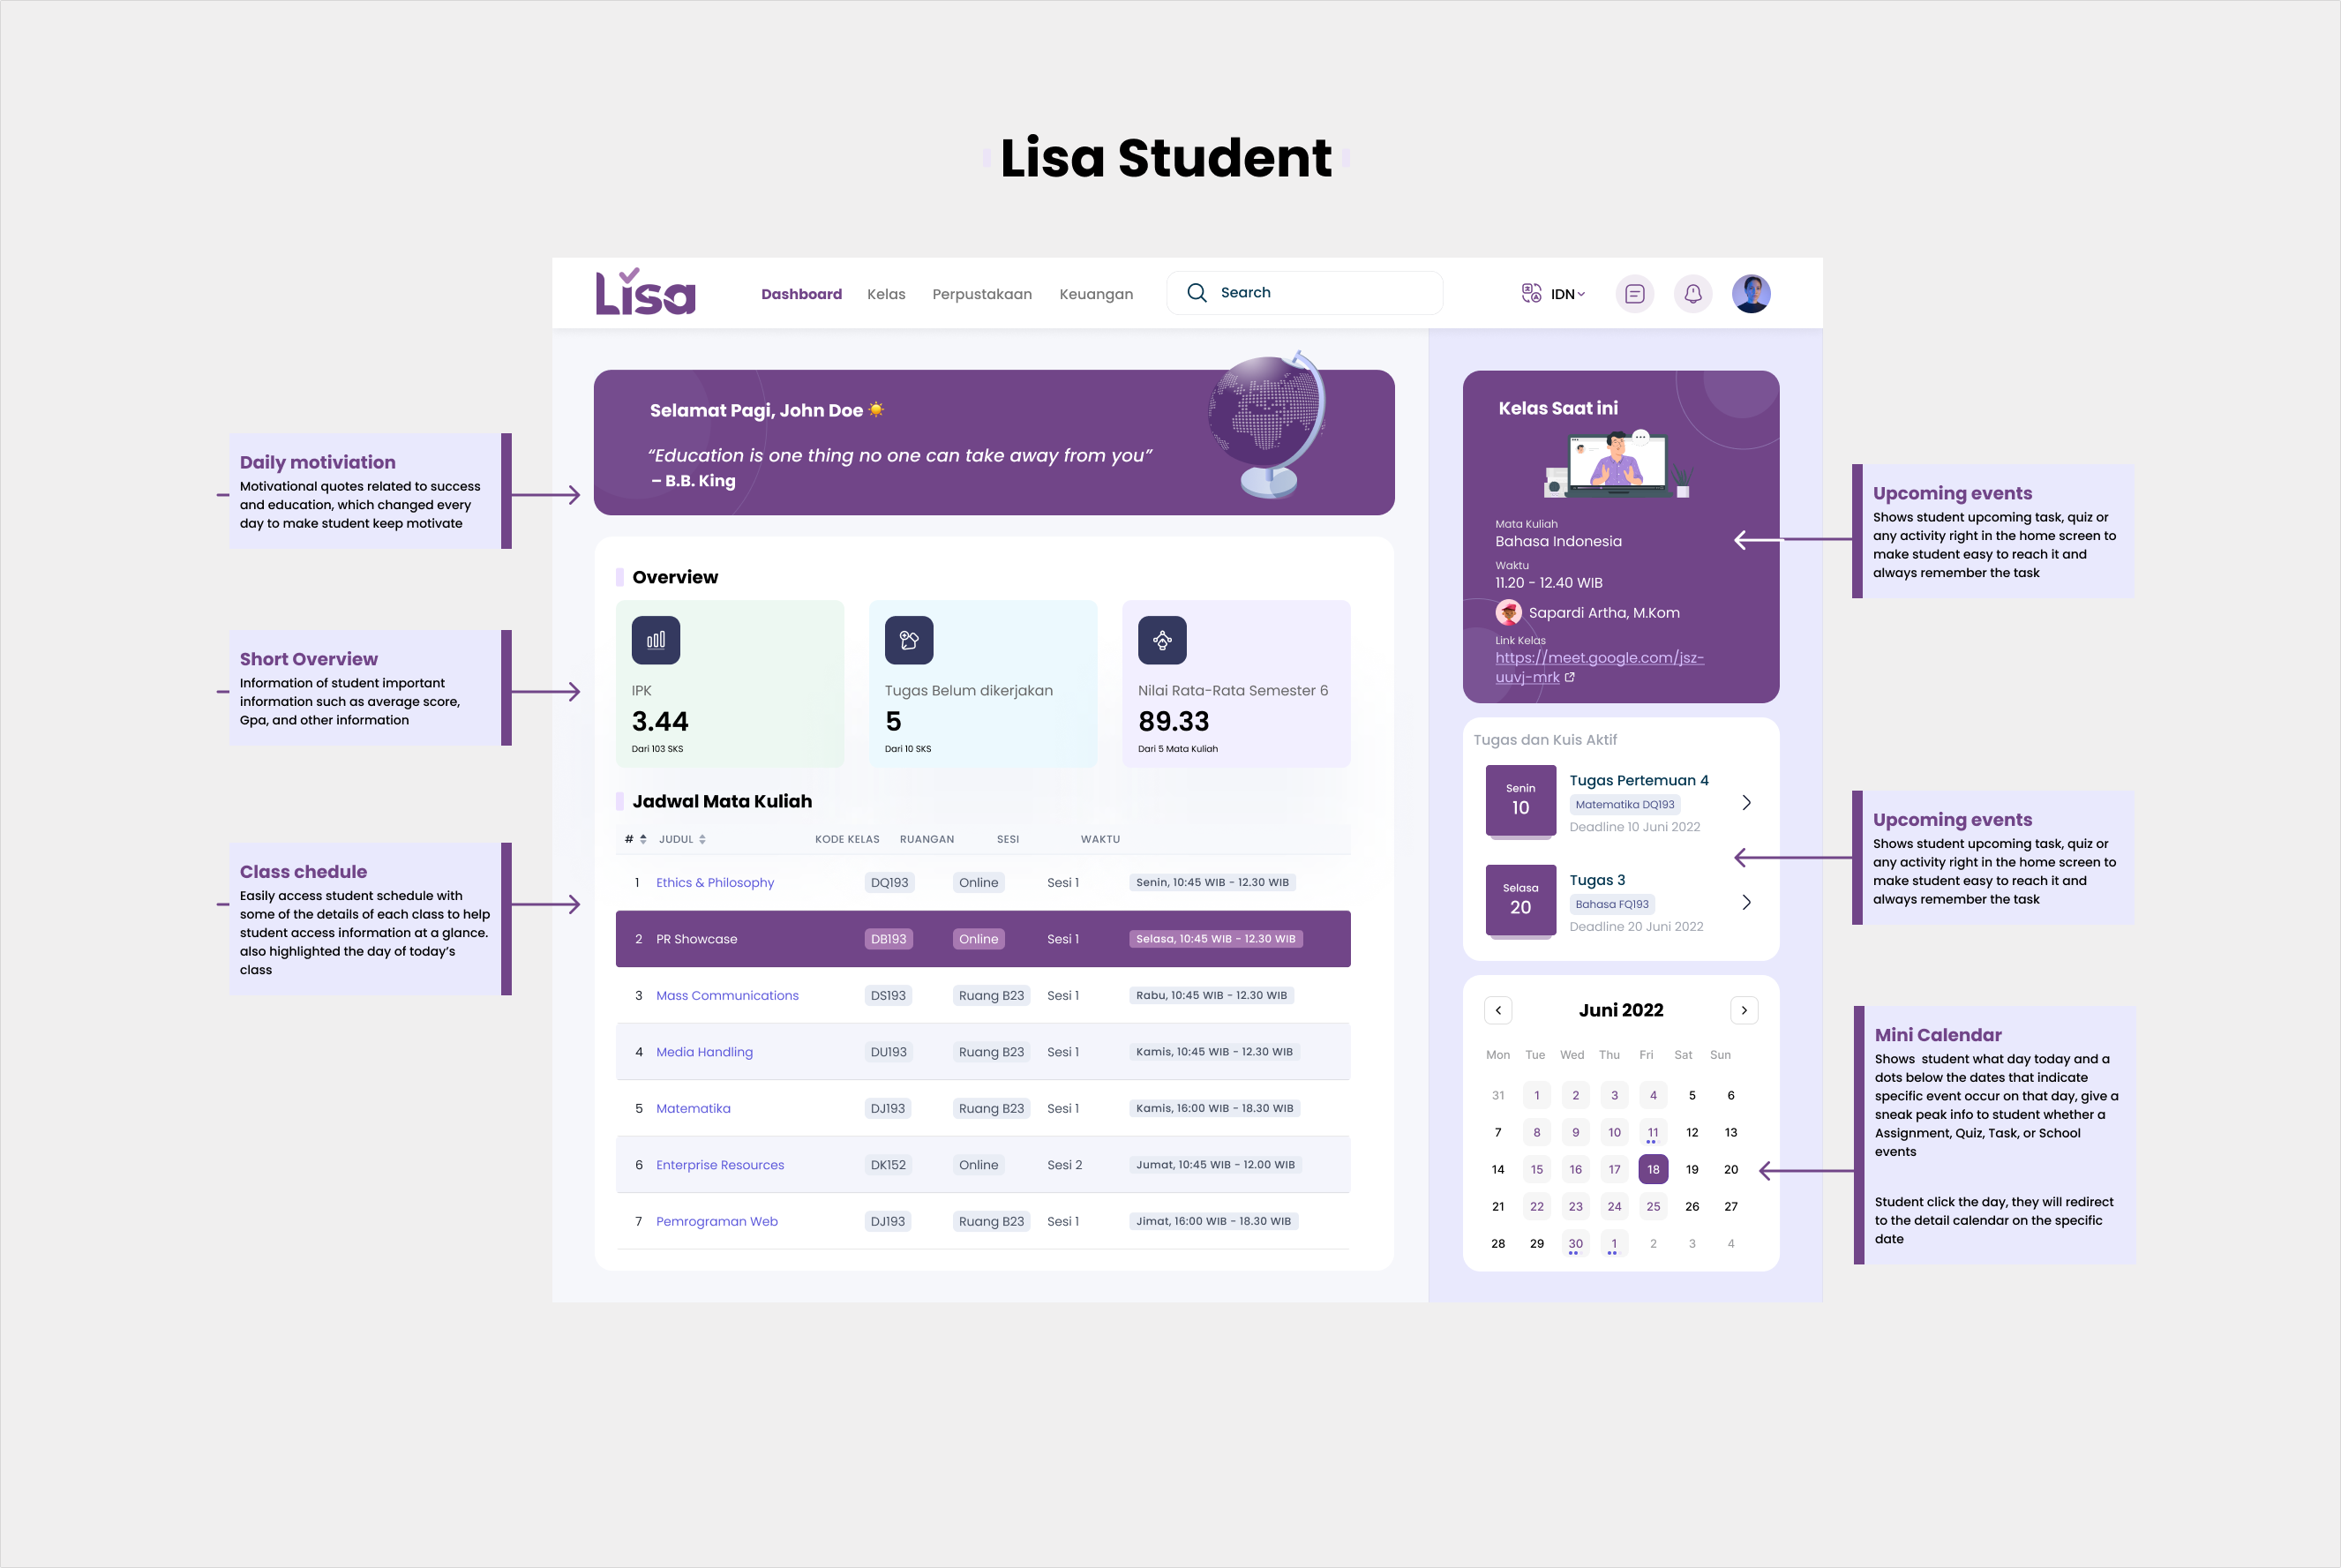 Lisa Student
Lisa
Dashboard
Kelas
Perpustakaan
Keuangan
Search
IDN
Daily motiviation
Motivational quotes related to success
and education, which changed every
day to make student keep motivate
Short Overview
Information of student important
information such as average score,
Gpa, and other information
Class chedule
Easily access student schedule with
some of the details of each class to help
student access information at a glance.
also highlighted the day of today’s
class
Selamat Pagi, John Doe
“Education is one thing no one can take away from you”
– B.B. King
Overview
IPK
3.44
Dari 103 SKS
Tugas Belum dikerjakan
5
Dari 10 SKS
Nilai Rata-Rata Semester 6
89.33
Dari 5 Mata Kuliah
Jadwal Mata Kuliah
# JUDUL KODE KELAS RUANGAN SESI WAKTU
1 Ethics & Philosophy DQ193 Online Sesi 1 Senin, 10:45 WIB - 12.30 WIB
2 PR Showcase DB193 Online Sesi 1 Selasa, 10:45 WIB - 12.30 WIB
3 Mass Communications DS193 Ruang B23 Sesi 1 Rabu, 10:45 WIB - 12.30 WIB
4 Media Handling DU193 Ruang B23 Sesi 1 Kamis, 10:45 WIB - 12.30 WIB
5 Matematika DJ193 Ruang B23 Sesi 1 Kamis, 16:00 WIB - 18.30 WIB
6 Enterprise Resources DK152 Online Sesi 2 Jumat, 10:45 WIB - 12.00 WIB
7 Pemrograman Web DJ193 Ruang B23 Sesi 1 Jimat, 16:00 WIB - 18.30 WIB
Kelas Saat ini
Mata Kuliah
Bahasa Indonesia
Waktu
11.20 - 12.40 WIB
Sapardi Artha, M.Kom
Link Kelas
https://meet.google.com/jsz-
uuvj-mrk
Tugas dan Kuis Aktif
Senin
10
Tugas Pertemuan 4
Matematika DQ193
Deadline 10 Juni 2022
Selasa
20
Tugas 3
Bahasa FQ193
Deadline 20 Juni 2022
Juni 2022
Mon Tue Wed Thu Fri Sat Sun
31 1 2 3 4 5 6
7 8 9 10 11 12 13
14 15 16 17 18 19 20
21 22 23 24 25 26 27
28 29 30 1 2 3 4
Upcoming events
Shows student upcoming task, quiz or
any activity right in the home screen to
make student easy to reach it and
always remember the task
Upcoming events
Shows student upcoming task, quiz or
any activity right in the home screen to
make student easy to reach it and
always remember the task
Mini Calendar
Shows student what day today and a
dots below the dates that indicate
specific event occur on that day, give a
sneak peak info to student whether a
Assignment, Quiz, Task, or School
events
Student click the day, they will redirect
to the detail calendar on the specific
date